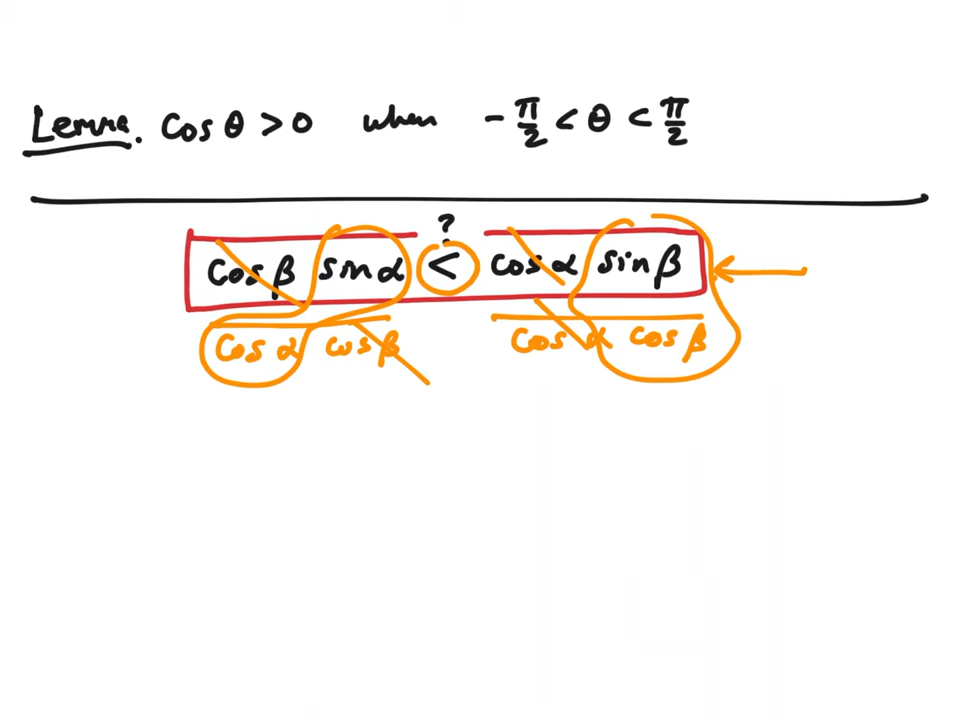 Lemma. Cos θ > 0 when - π/2 < θ < π/2
?
Cos β sin α < cos α sin β
Cos α cos β Cos α cos β